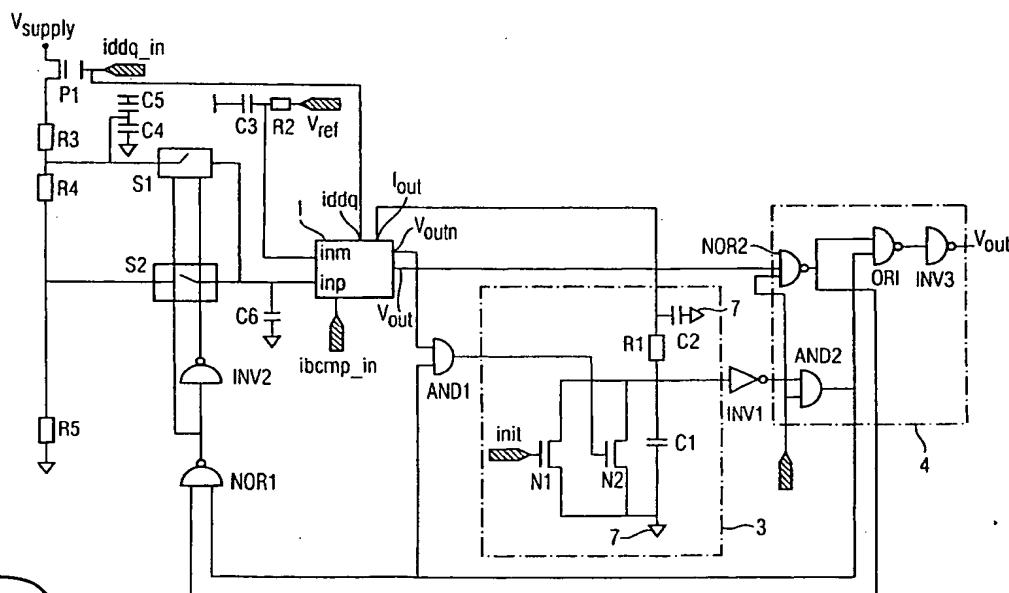 Vsupply
iddq_in
P1
C5
C4
C3
R2
Vref
R3
R4
S1
S2
iddq
Iout
1
inm
inp
Voutn
Vout
C6
ibcmp_in
INV2
R5
NOR1
AND1
7
C2
R1
init
N1
N2
C1
7
3
INV1
NOR2
ORI
INV3
Vout
AND2
4